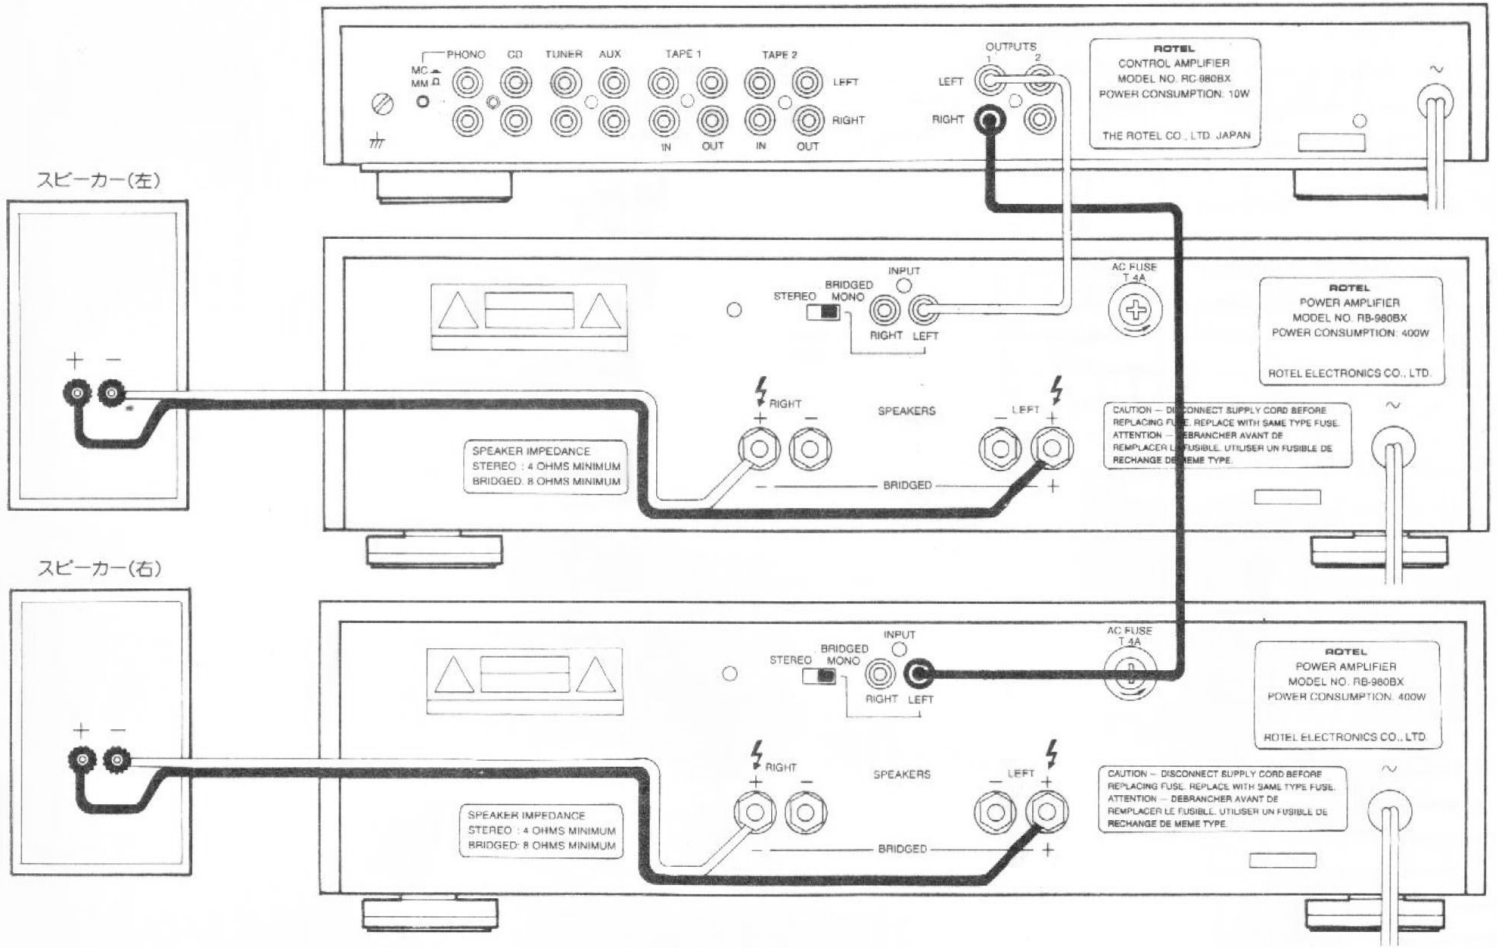 PHONO CD TUNER AUX TAPE 1 TAPE 2
MC
MM
LEFT
RIGHT
IN OUT IN OUT
OUTPUTS
1 2
LEFT
RIGHT
ROTEL
CONTROL AMPLIFIER
MODEL NO. RC-980BX
POWER CONSUMPTION: 10W
THE ROTEL CO., LTD. JAPAN
スピーカー(左)
+ −
INPUT
STEREO BRIDGED MONO
RIGHT LEFT
AC FUSE
T 4A
ROTEL
POWER AMPLIFIER
MODEL NO. RB-980BX
POWER CONSUMPTION: 400W
ROTEL ELECTRONICS CO., LTD.
RIGHT
+ −
SPEAKERS
LEFT
− +
− BRIDGED +
SPEAKER IMPEDANCE
STEREO : 4 OHMS MINIMUM
BRIDGED: 8 OHMS MINIMUM
CAUTION — DISCONNECT SUPPLY CORD BEFORE
REPLACING FUSE. REPLACE WITH SAME TYPE FUSE.
ATTENTION — DEBRANCHER AVANT DE
REMPLACER LE FUSIBLE. UTILISER UN FUSIBLE DE
RECHANGE DE MEME TYPE.
スピーカー(右)
+ −
INPUT
STEREO BRIDGED MONO
RIGHT LEFT
AC FUSE
T 4A
ROTEL
POWER AMPLIFIER
MODEL NO. RB-980BX
POWER CONSUMPTION: 400W
ROTEL ELECTRONICS CO., LTD.
RIGHT
+ −
SPEAKERS
LEFT
− +
− BRIDGED +
SPEAKER IMPEDANCE
STEREO : 4 OHMS MINIMUM
BRIDGED: 8 OHMS MINIMUM
CAUTION — DISCONNECT SUPPLY CORD BEFORE
REPLACING FUSE. REPLACE WITH SAME TYPE FUSE.
ATTENTION — DEBRANCHER AVANT DE
REMPLACER LE FUSIBLE. UTILISER UN FUSIBLE DE
RECHANGE DE MEME TYPE.